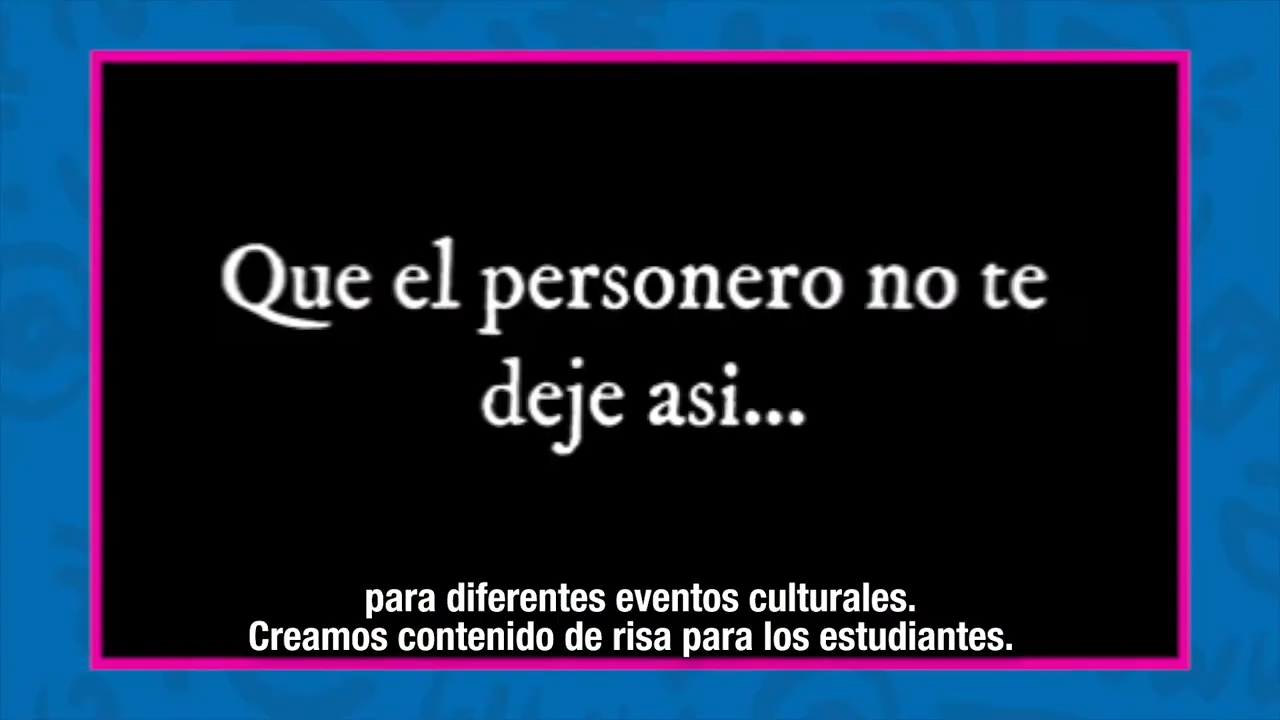 Que el personero no te
deje asi...
para diferentes eventos culturales.
Creamos contenido de risa para los estudiantes.